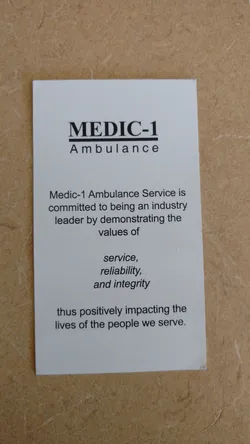 MEDIC-1
Ambulance
Medic-1 Ambulance Service is
committed to being an industry
leader by demonstrating the
values of
service,
reliability,
and integrity
thus positively impacting the
lives of the people we serve.